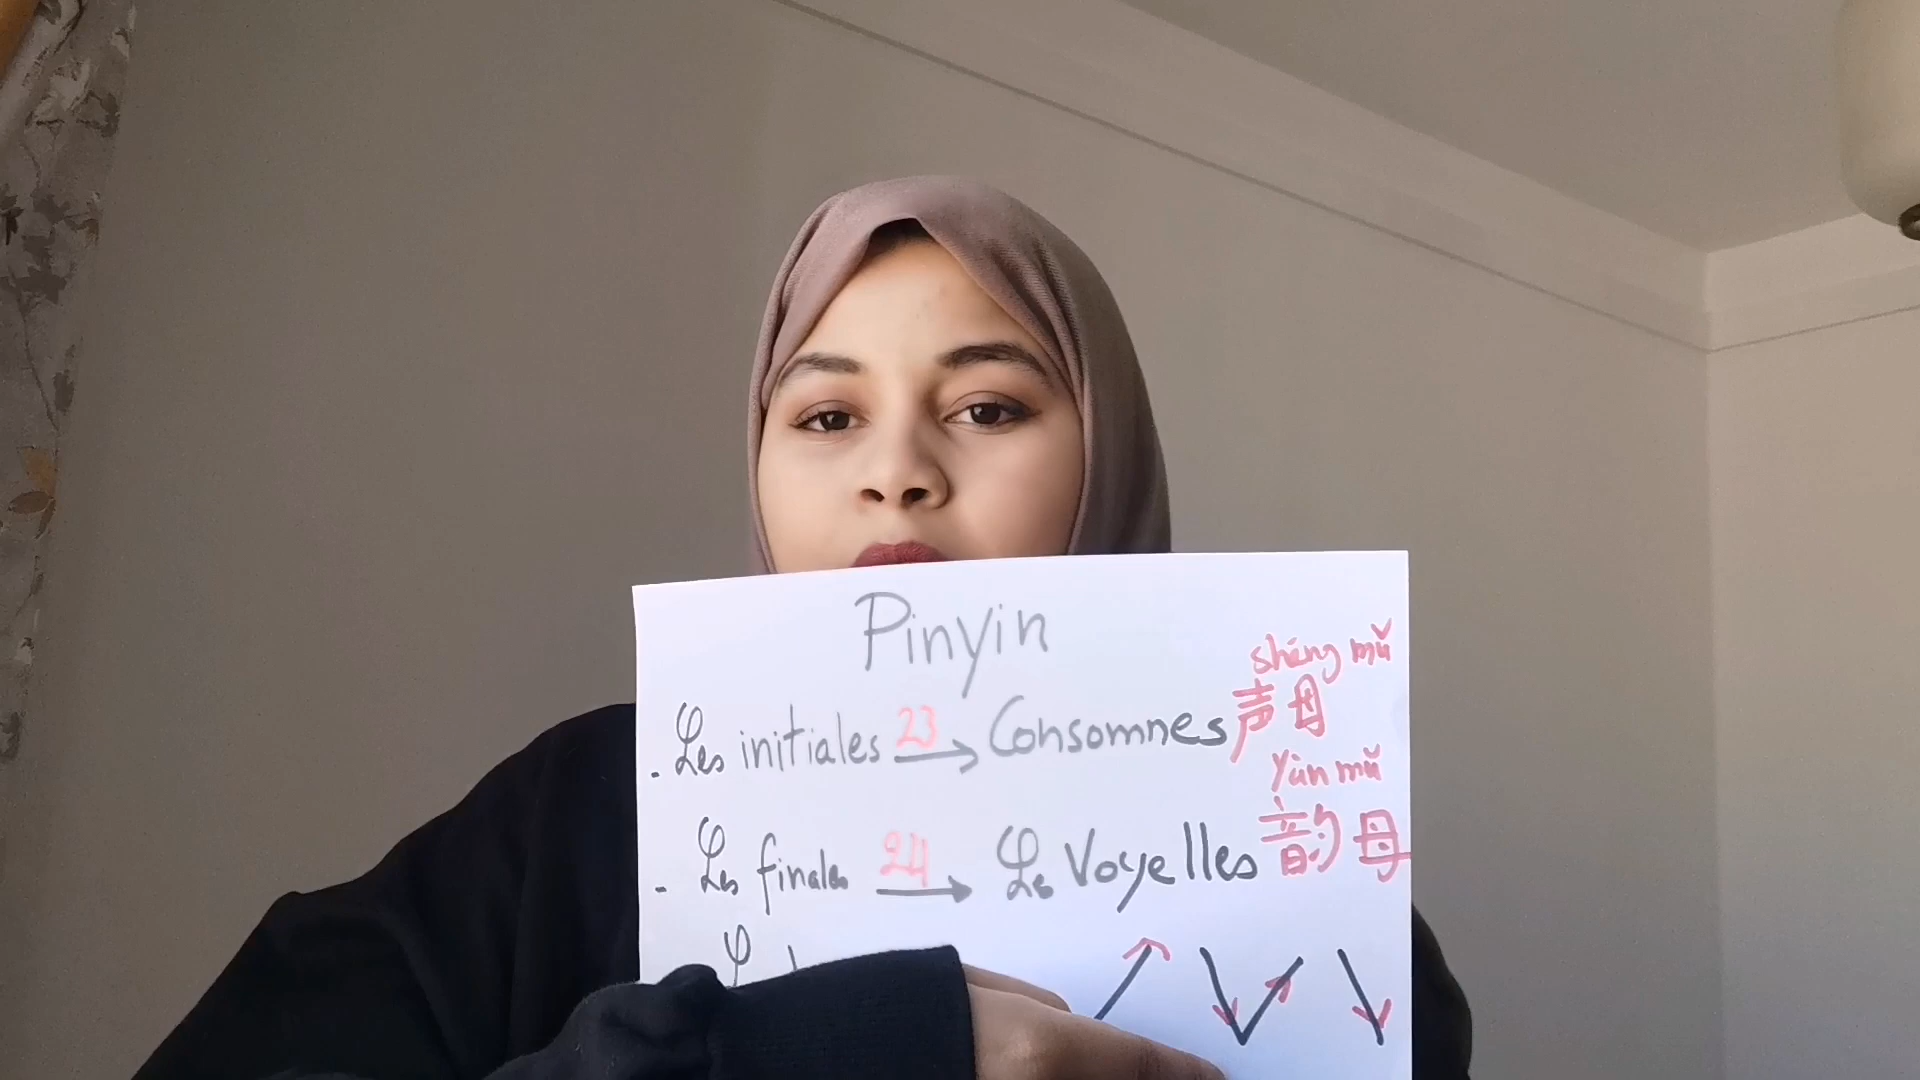 Pinyin
shēng mǔ
. Les initiales 23 → Consomnes 声母
Yùn mǔ
- Les finales 24 → Les Voyelles 韵母